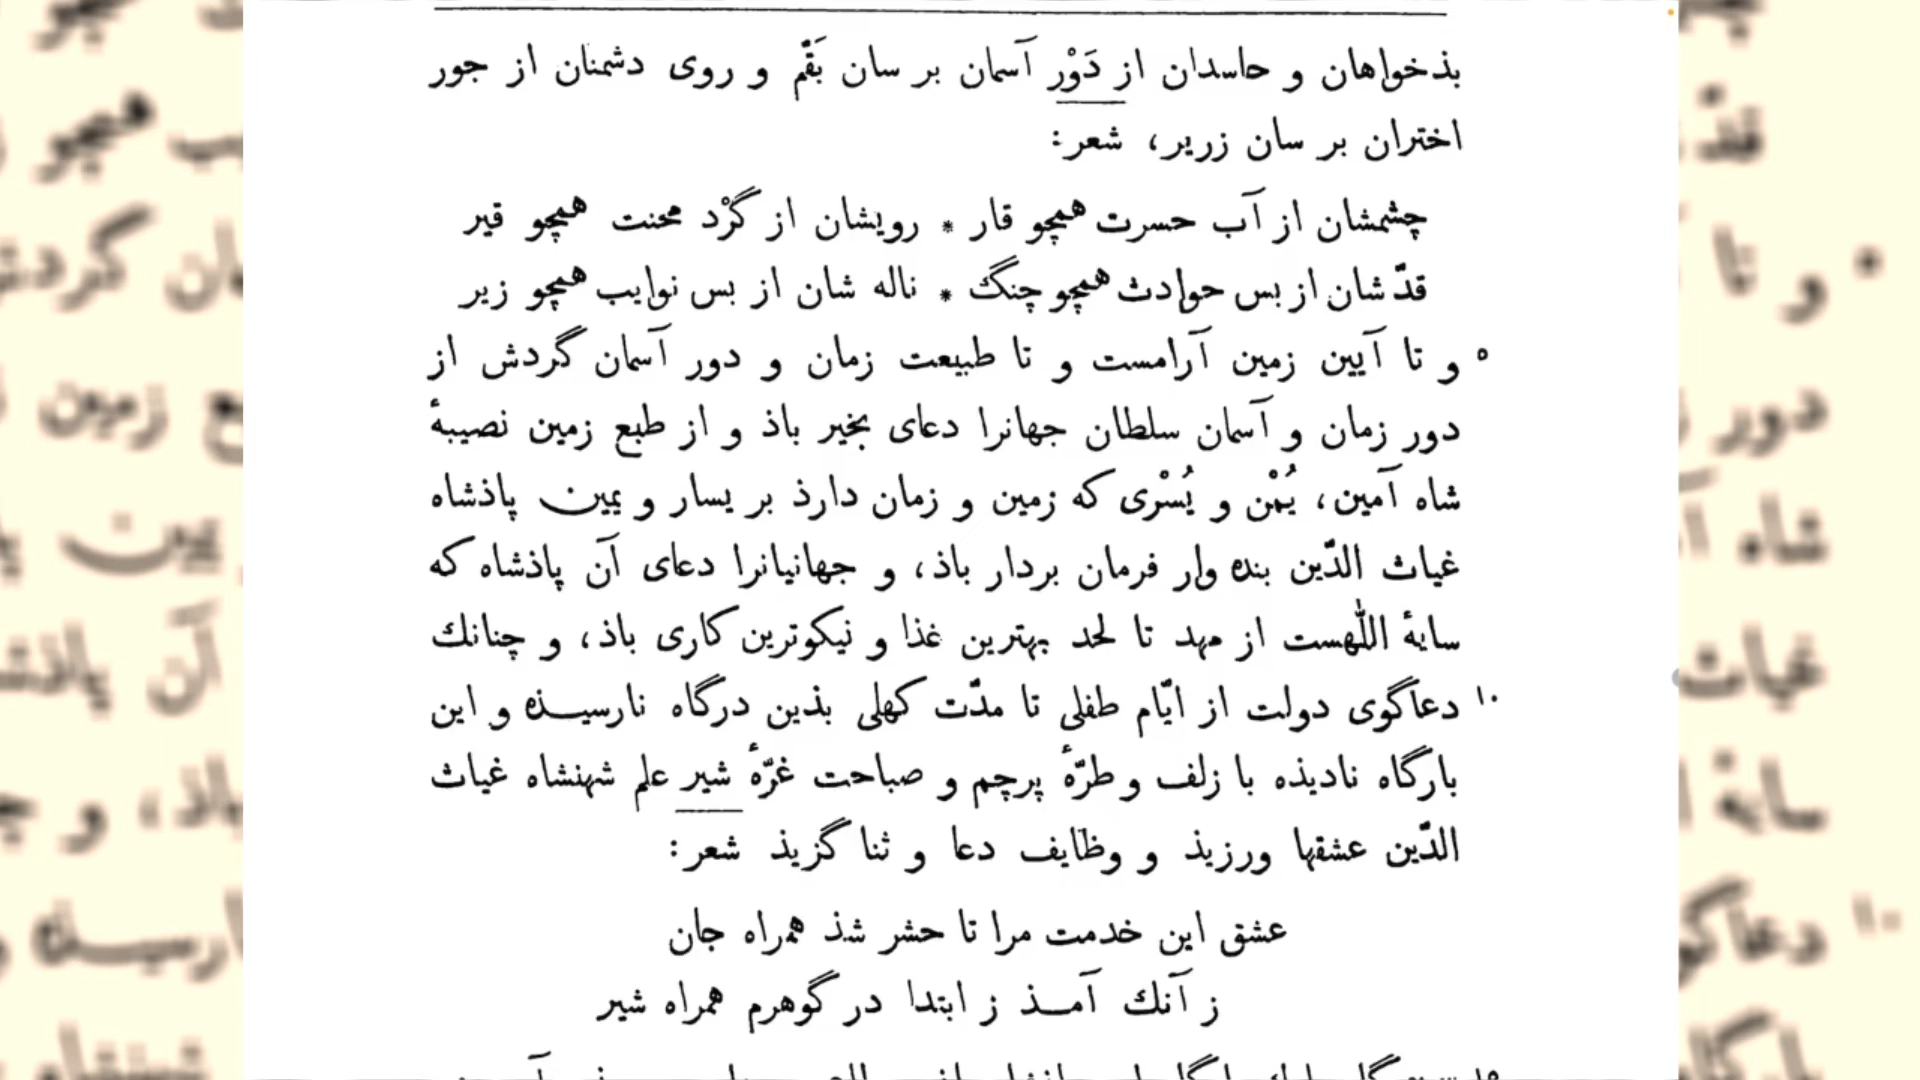 بذخواهان و حاسدان از دَوْر آسمان بر سان بَقّم و روی دشمنان از جور
اختران بر سان زریر، شعر:
چشمشان از آب حسرت همچو قار * رویشان از گَرْد محنت همچو قیر
قدّ شان از بس حوادث همچو چنگ * ناله شان از بس نوایب همچو زیر
۵ و تا آیین زمین آرامست و تا طبیعت زمان و دور آسمان گردش از
دور زمان و آسمان سلطان جهانرا دعای بخیر باذ و از طبع زمین نصیبهٔ
شاه آمین، یُمْن و یُسْری که زمین و زمان دارذ بر یسار و یمین پاذشاه
غیاث الدّین بنده وار فرمان بردار باذ، و جهانیانرا دعای آن پاذشاه که
سایهٔ اللّٰهست از مهد تا لحد بهترین غذا و نیکوترین کاری باذ، و چنانك
۱۰ دعاگوی دولت از ایّام طفلی تا مدّت کهلی بذین درگاه نارسیذه و این
بارگاه نادیذه با زلف و طرّهٔ پرچم و صباحت غرّهٔ شیر علم شهنشاه غیاث
الدّین عشقها ورزیذ و وظایف دعا و ثنا گزیذ شعر:
عشق این خدمت مرا تا حشر شذ همراه جان
ز آنك آمـذ ز ابتدا در گوهرم همراه شیر